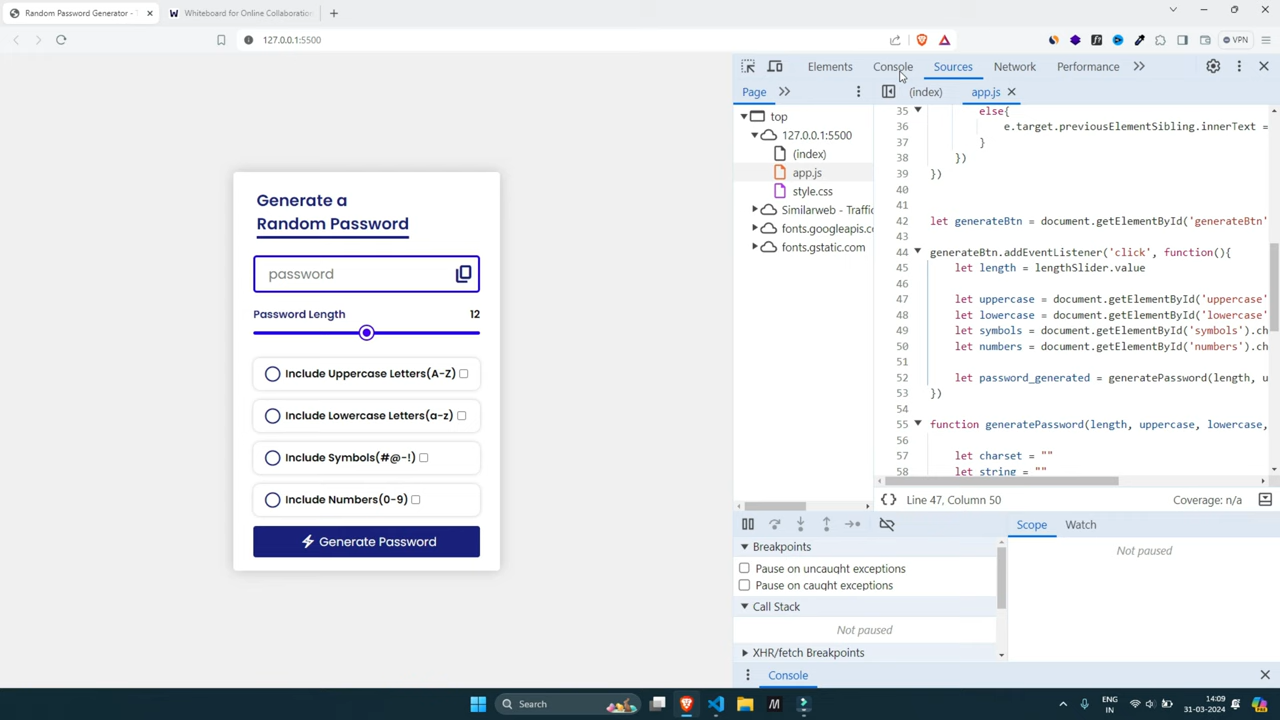 Random Password Generator -
Whiteboard for Online Collaboration
127.0.0.1:5500
VPN
Elements
Console
Sources
Network
Performance
Page
(index)
app.js
top
127.0.0.1:5500
(index)
app.js
style.css
Similarweb - Traffi
fonts.googleapis.c
fonts.gstatic.com
35 else{
36 e.target.previousElementSibling.innerText =
37 }
38 })
39 })
40
41
42 let generateBtn = document.getElementById('generateBtn'
43
44 generateBtn.addEventListener('click', function(){
45 let length = lengthSlider.value
46
47 let uppercase = document.getElementById('uppercase'
48 let lowercase = document.getElementById('lowercase'
49 let symbols = document.getElementById('symbols').ch
50 let numbers = document.getElementById('numbers').ch
51
52 let password_generated = generatePassword(length, u
53 })
54
55 function generatePassword(length, uppercase, lowercase,
56
57 let charset = ""
58 let string = ""
{} Line 47, Column 50
Coverage: n/a
Scope
Watch
Not paused
Breakpoints
Pause on uncaught exceptions
Pause on caught exceptions
Call Stack
Not paused
XHR/fetch Breakpoints
Console
Generate a
Random Password
password
Password Length 12
Include Uppercase Letters(A-Z)
Include Lowercase Letters(a-z)
Include Symbols(#@-!)
Include Numbers(0-9)
Generate Password
Search
M
ENG
IN
14:09
31-03-2024